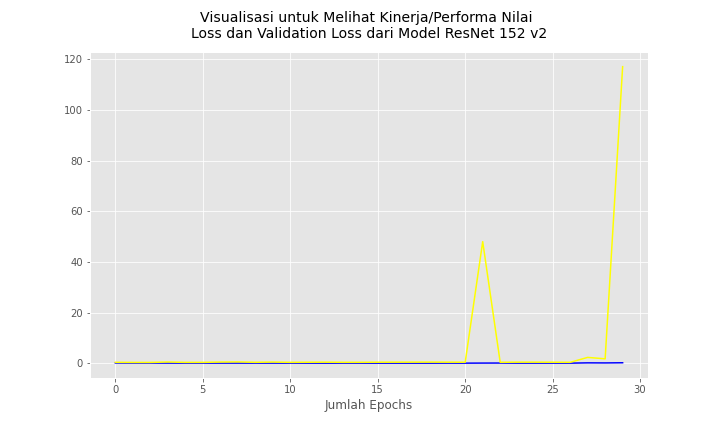 Visualisasi untuk Melihat Kinerja/Performa Nilai
Loss dan Validation Loss dari Model ResNet 152 v2
120
100
80
60
40
20
0
0 5 10 15 20 25 30
Jumlah Epochs